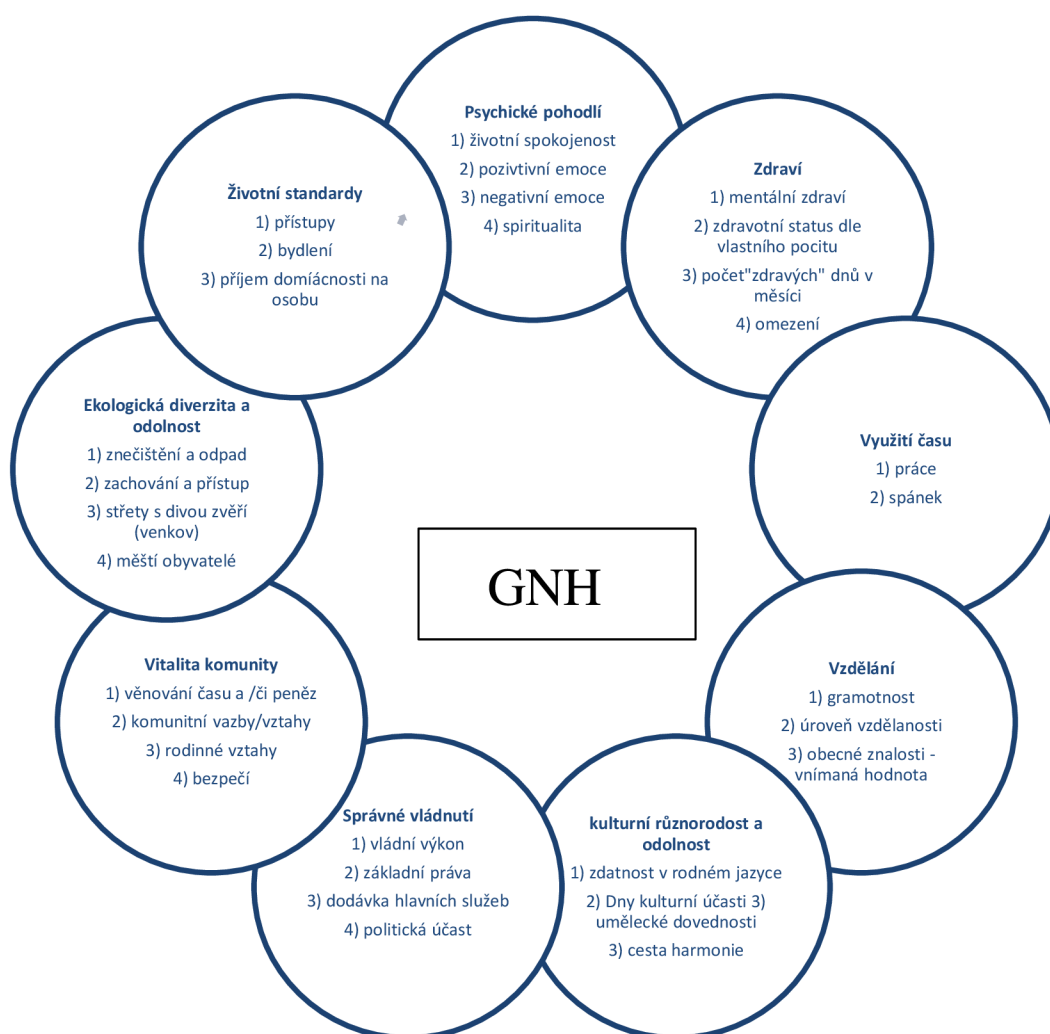 Psychické pohodlí
1) životní spokojenost
2) pozivtivní emoce
3) negativní emoce
4) spiritualita
Zdraví
1) mentální zdraví
2) zdravotní status dle
vlastního pocitu
3) počet"zdravých" dnů v
měsíci
4) omezení
Využití času
1) práce
2) spánek
Vzdělání
1) gramotnost
2) úroveň vzdělanosti
3) obecné znalosti -
vnímaná hodnota
kulturní různorodost a
odolnost
1) zdatnost v rodném jazyce
2) Dny kulturní účasti 3)
umělecké dovednosti
3) cesta harmonie
Správné vládnutí
1) vládní výkon
2) základní práva
3) dodávka hlavních služeb
4) politická účast
Vitalita komunity
1) věnování času a /či peněz
2) komunitní vazby/vztahy
3) rodinné vztahy
4) bezpečí
Ekologická diverzita a
odolnost
1) znečištění a odpad
2) zachování a přístup
3) střety s divou zvěří
(venkov)
4) měští obyvatelé
Životní standardy
1) přístupy
2) bydlení
3) příjem domíácnosti na
osobu
GNH